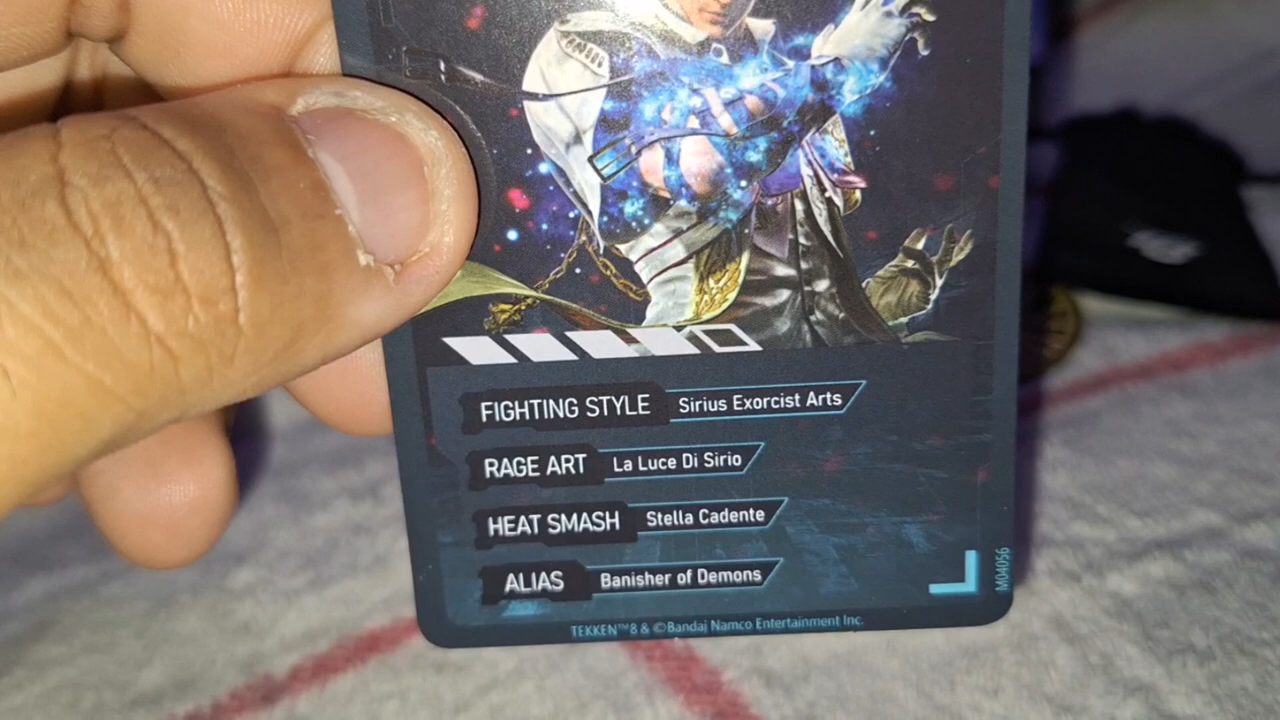 FIGHTING STYLE Sirius Exorcist Arts
RAGE ART La Luce Di Sirio
HEAT SMASH Stella Cadente
ALIAS Banisher of Demons
M04056
TEKKEN™8 & ©Bandai Namco Entertainment Inc.